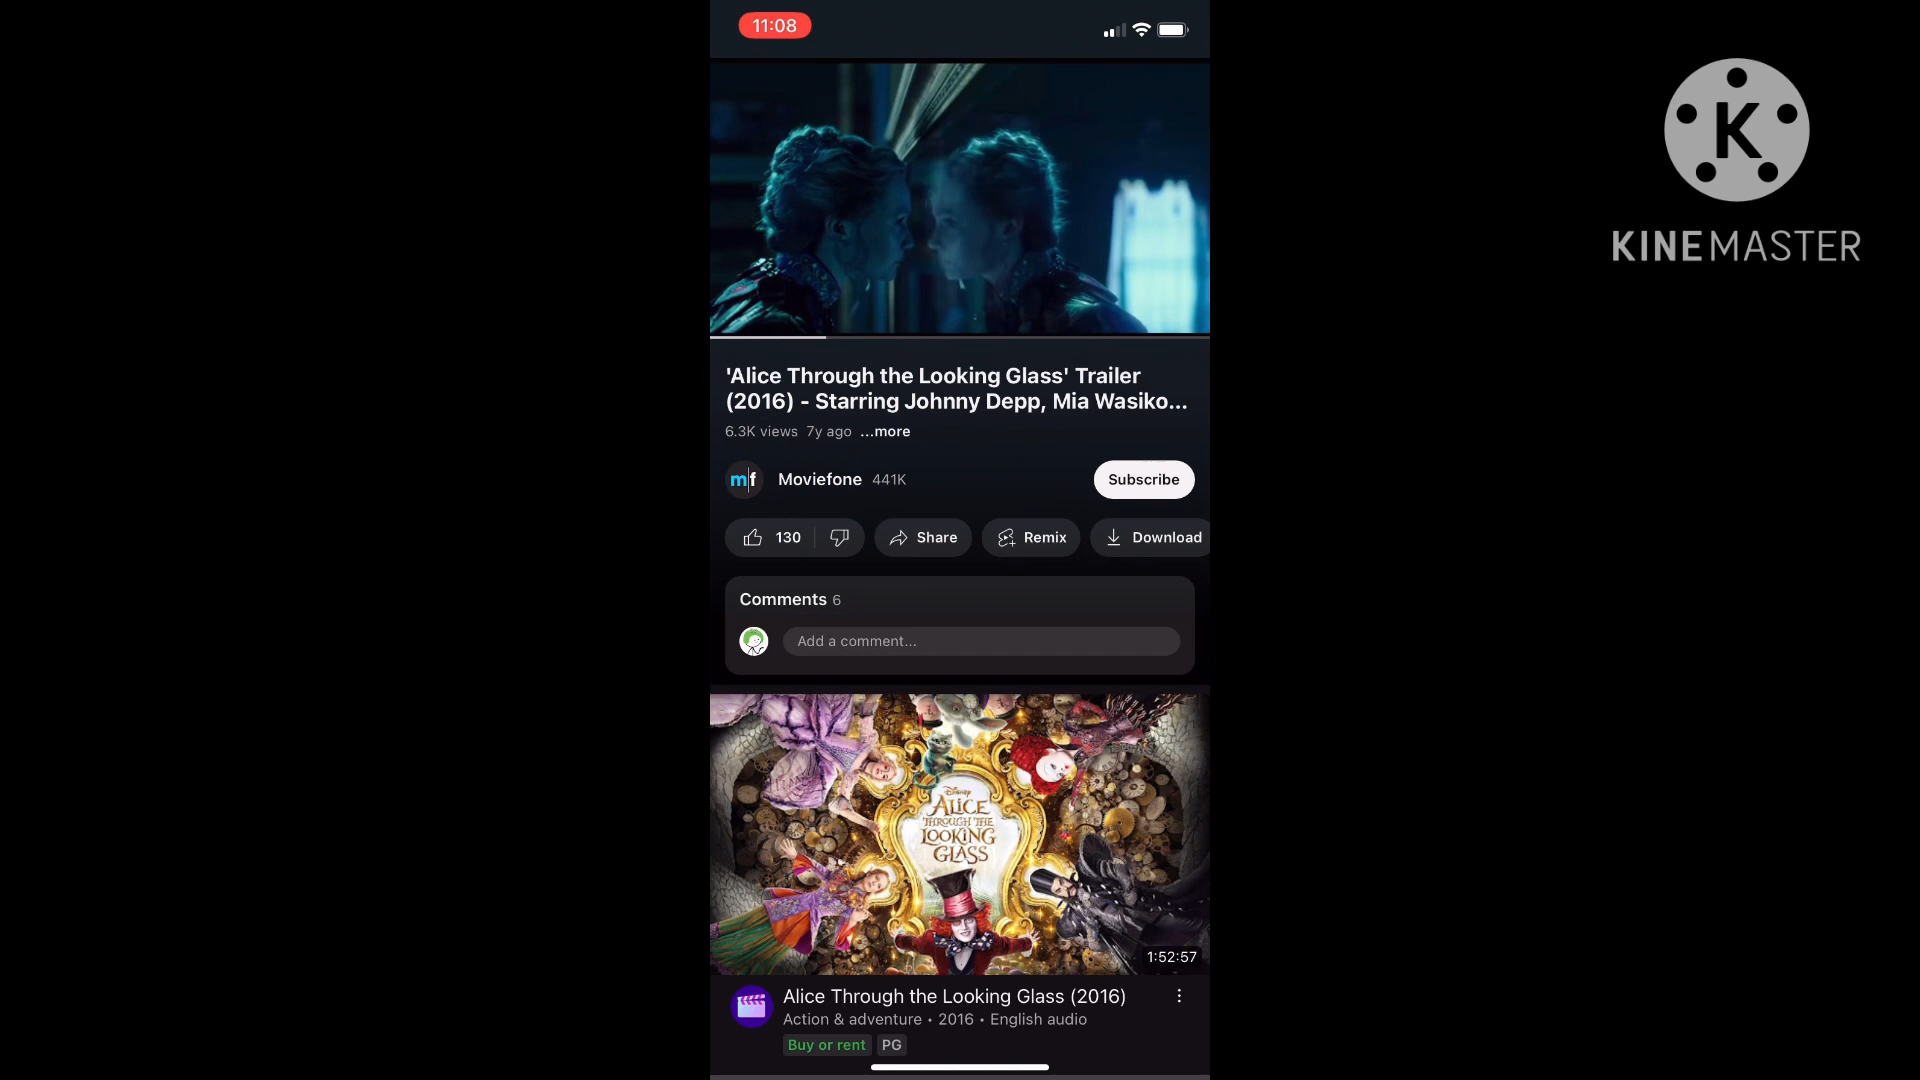 11:08
K
KINEMASTER
'Alice Through the Looking Glass' Trailer
(2016) - Starring Johnny Depp, Mia Wasiko...
6.3K views 7y ago ...more
m|f Moviefone 441K Subscribe
130 Share Remix Download
Comments 6
Add a comment...
Disney
ALICE
THROUGH THE
LOOKING
GLASS
1:52:57
Alice Through the Looking Glass (2016)
Action & adventure • 2016 • English audio
Buy or rent PG